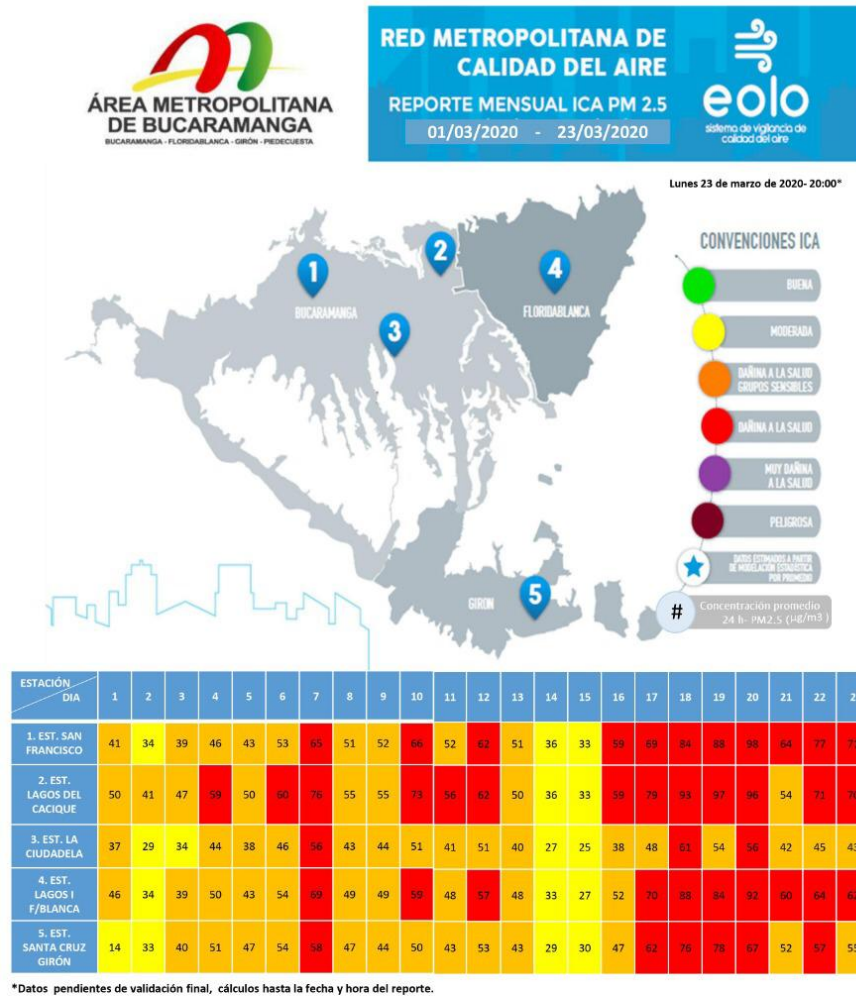 ÁREA METROPOLITANA
DE BUCARAMANGA
BUCARAMANGA - FLORIDABLANCA - GIRÓN - PIEDECUESTA
RED METROPOLITANA DE
CALIDAD DEL AIRE
REPORTE MENSUAL ICA PM 2.5
01/03/2020 - 23/03/2020
eolo
sistema de vigilancia de
calidad del aire
Lunes 23 de marzo de 2020- 20:00*
CONVENCIONES ICA
BUENA
MODERADA
DAÑINA A LA SALUD
GRUPOS SENSIBLES
DAÑINA A LA SALUD
MUY DAÑINA
A LA SALUD
PELIGROSA
DATOS ESTIMADOS A PARTIR
DE MODELACIÓN ESTADÍSTICA
POR PROMEDIO
# Concentración promedio
24 h- PM2.5 (µg/m3 )
1
2
3
4
5
BUCARAMANGA
FLORIDABLANCA
GIRON
ESTACIÓN
DIA 1 2 3 4 5 6 7 8 9 10 11 12 13 14 15 16 17 18 19 20 21 22
1. EST. SAN
FRANCISCO 41 34 39 46 43 53 65 51 52 66 52 62 51 36 33 59 69 84 88 98 64 77
2. EST.
LAGOS DEL
CACIQUE 50 41 47 59 50 60 76 55 55 73 56 62 50 36 33 59 79 93 97 96 54 71
3. EST. LA
CIUDADELA 37 29 34 44 38 46 56 43 44 51 41 51 40 27 25 38 48 61 54 56 42 45 43
4. EST.
LAGOS I
F/BLANCA 46 34 39 50 43 54 69 49 49 59 48 57 48 33 27 52 70 88 84 92 60 64
5. EST.
SANTA CRUZ
GIRÓN 14 33 40 51 47 54 58 47 44 50 43 53 43 29 30 47 62 76 78 67 52 57 55
*Datos pendientes de validación final, cálculos hasta la fecha y hora del reporte.